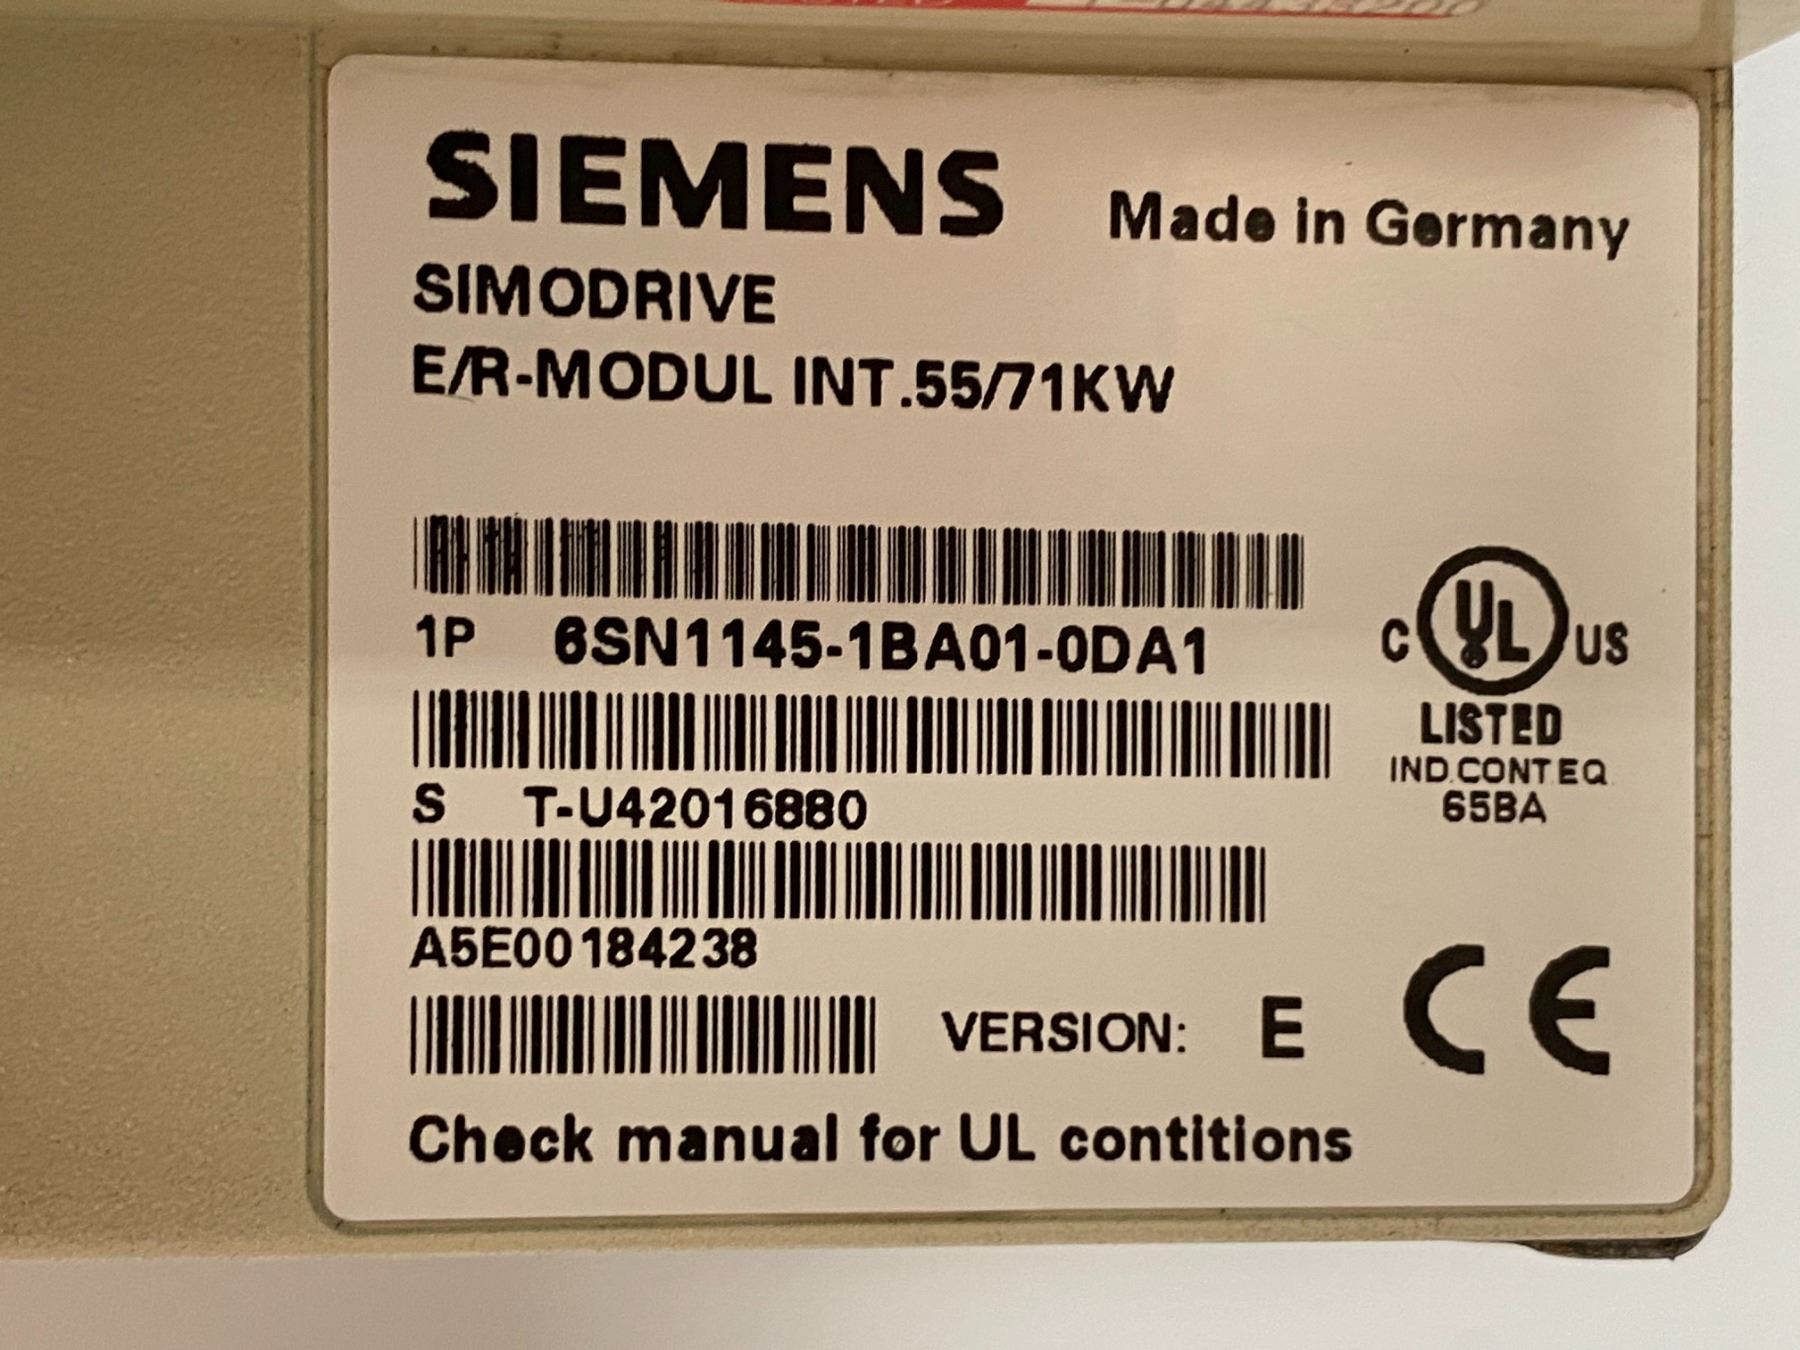 SIEMENS Made in Germany
SIMODRIVE
E/R-MODUL INT.55/71KW
1P 6SN1145-1BA01-0DA1
C UL US
LISTED
IND.CONT.EQ
65BA
S T-U42016880
A5E00184238
VERSION: E CE
Check manual for UL contitions